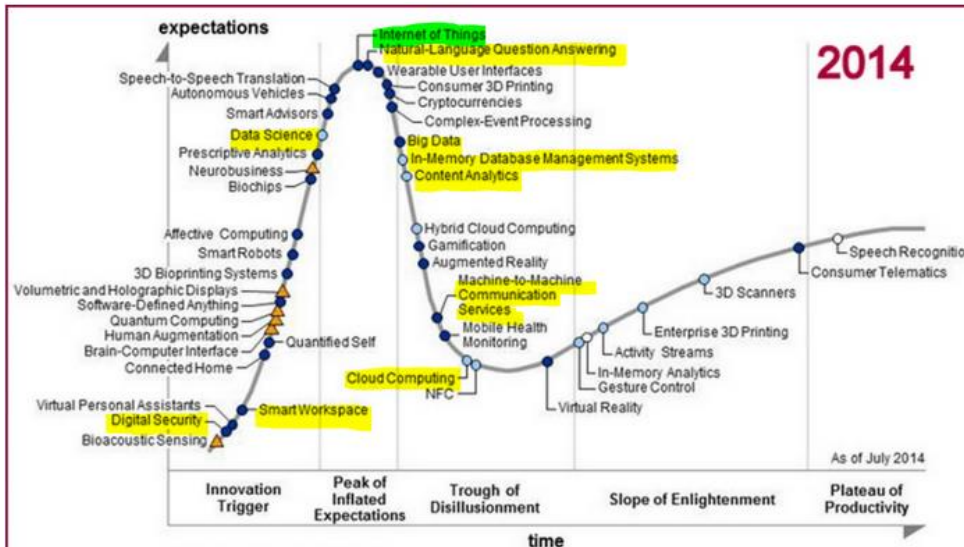 expectations
2014
Internet of Things
Natural-Language Question Answering
Wearable User Interfaces
Consumer 3D Printing
Cryptocurrencies
Complex-Event Processing
Speech-to-Speech Translation
Autonomous Vehicles
Smart Advisors
Data Science
Prescriptive Analytics
Neurobusiness
Biochips
Big Data
In-Memory Database Management Systems
Content Analytics
Hybrid Cloud Computing
Gamification
Augmented Reality
Machine-to-Machine
Communication
Services
Mobile Health
Monitoring
Affective Computing
Smart Robots
3D Bioprinting Systems
Volumetric and Holographic Displays
Software-Defined Anything
Quantum Computing
Human Augmentation
Brain-Computer Interface
Connected Home
Quantified Self
Virtual Personal Assistants
Smart Workspace
Digital Security
Bioacoustic Sensing
Cloud Computing
NFC
Virtual Reality
Gesture Control
In-Memory Analytics
Activity Streams
Enterprise 3D Printing
3D Scanners
Consumer Telematics
Speech Recognitio
As of July 2014
Innovation
Trigger
Peak of
Inflated
Expectations
Trough of
Disillusionment
Slope of Enlightenment
Plateau of
Productivity
time